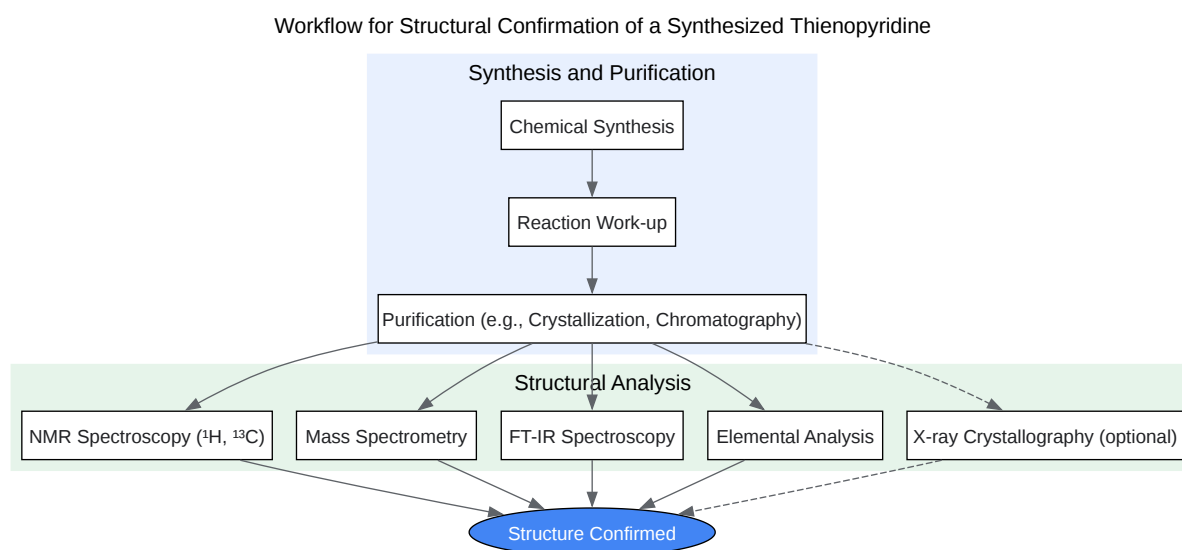 Workflow for Structural Confirmation of a Synthesized Thienopyridine
Synthesis and Purification
Chemical Synthesis
Reaction Work-up
Purification (e.g., Crystallization, Chromatography)
Structural Analysis
NMR Spectroscopy (¹H, ¹³C)
Mass Spectrometry
FT-IR Spectroscopy
Elemental Analysis
X-ray Crystallography (optional)
Structure Confirmed